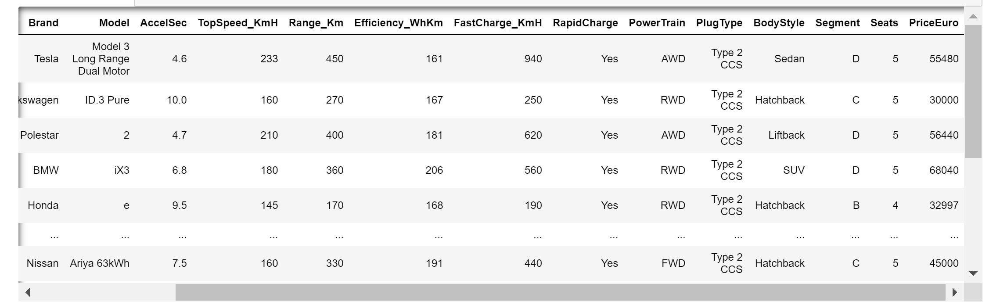 Brand Model AccelSec TopSpeed_KmH Range_Km Efficiency_WhKm FastCharge_KmH RapidCharge PowerTrain PlugType BodyStyle Segment Seats PriceEuro
Tesla Model 3 Long Range Dual Motor 4.6 233 450 161 940 Yes AWD Type 2 CCS Sedan D 5 55480
kswagen ID.3 Pure 10.0 160 270 167 250 Yes RWD Type 2 CCS Hatchback C 5 30000
Polestar 2 4.7 210 400 181 620 Yes AWD Type 2 CCS Liftback D 5 56440
BMW iX3 6.8 180 360 206 560 Yes RWD Type 2 CCS SUV D 5 68040
Honda e 9.5 145 170 168 190 Yes RWD Type 2 CCS Hatchback B 4 32997
... ... ... ... ... ... ... ... ... ... ... ... ... ...
Nissan Ariya 63kWh 7.5 160 330 191 440 Yes FWD Type 2 CCS Hatchback C 5 45000